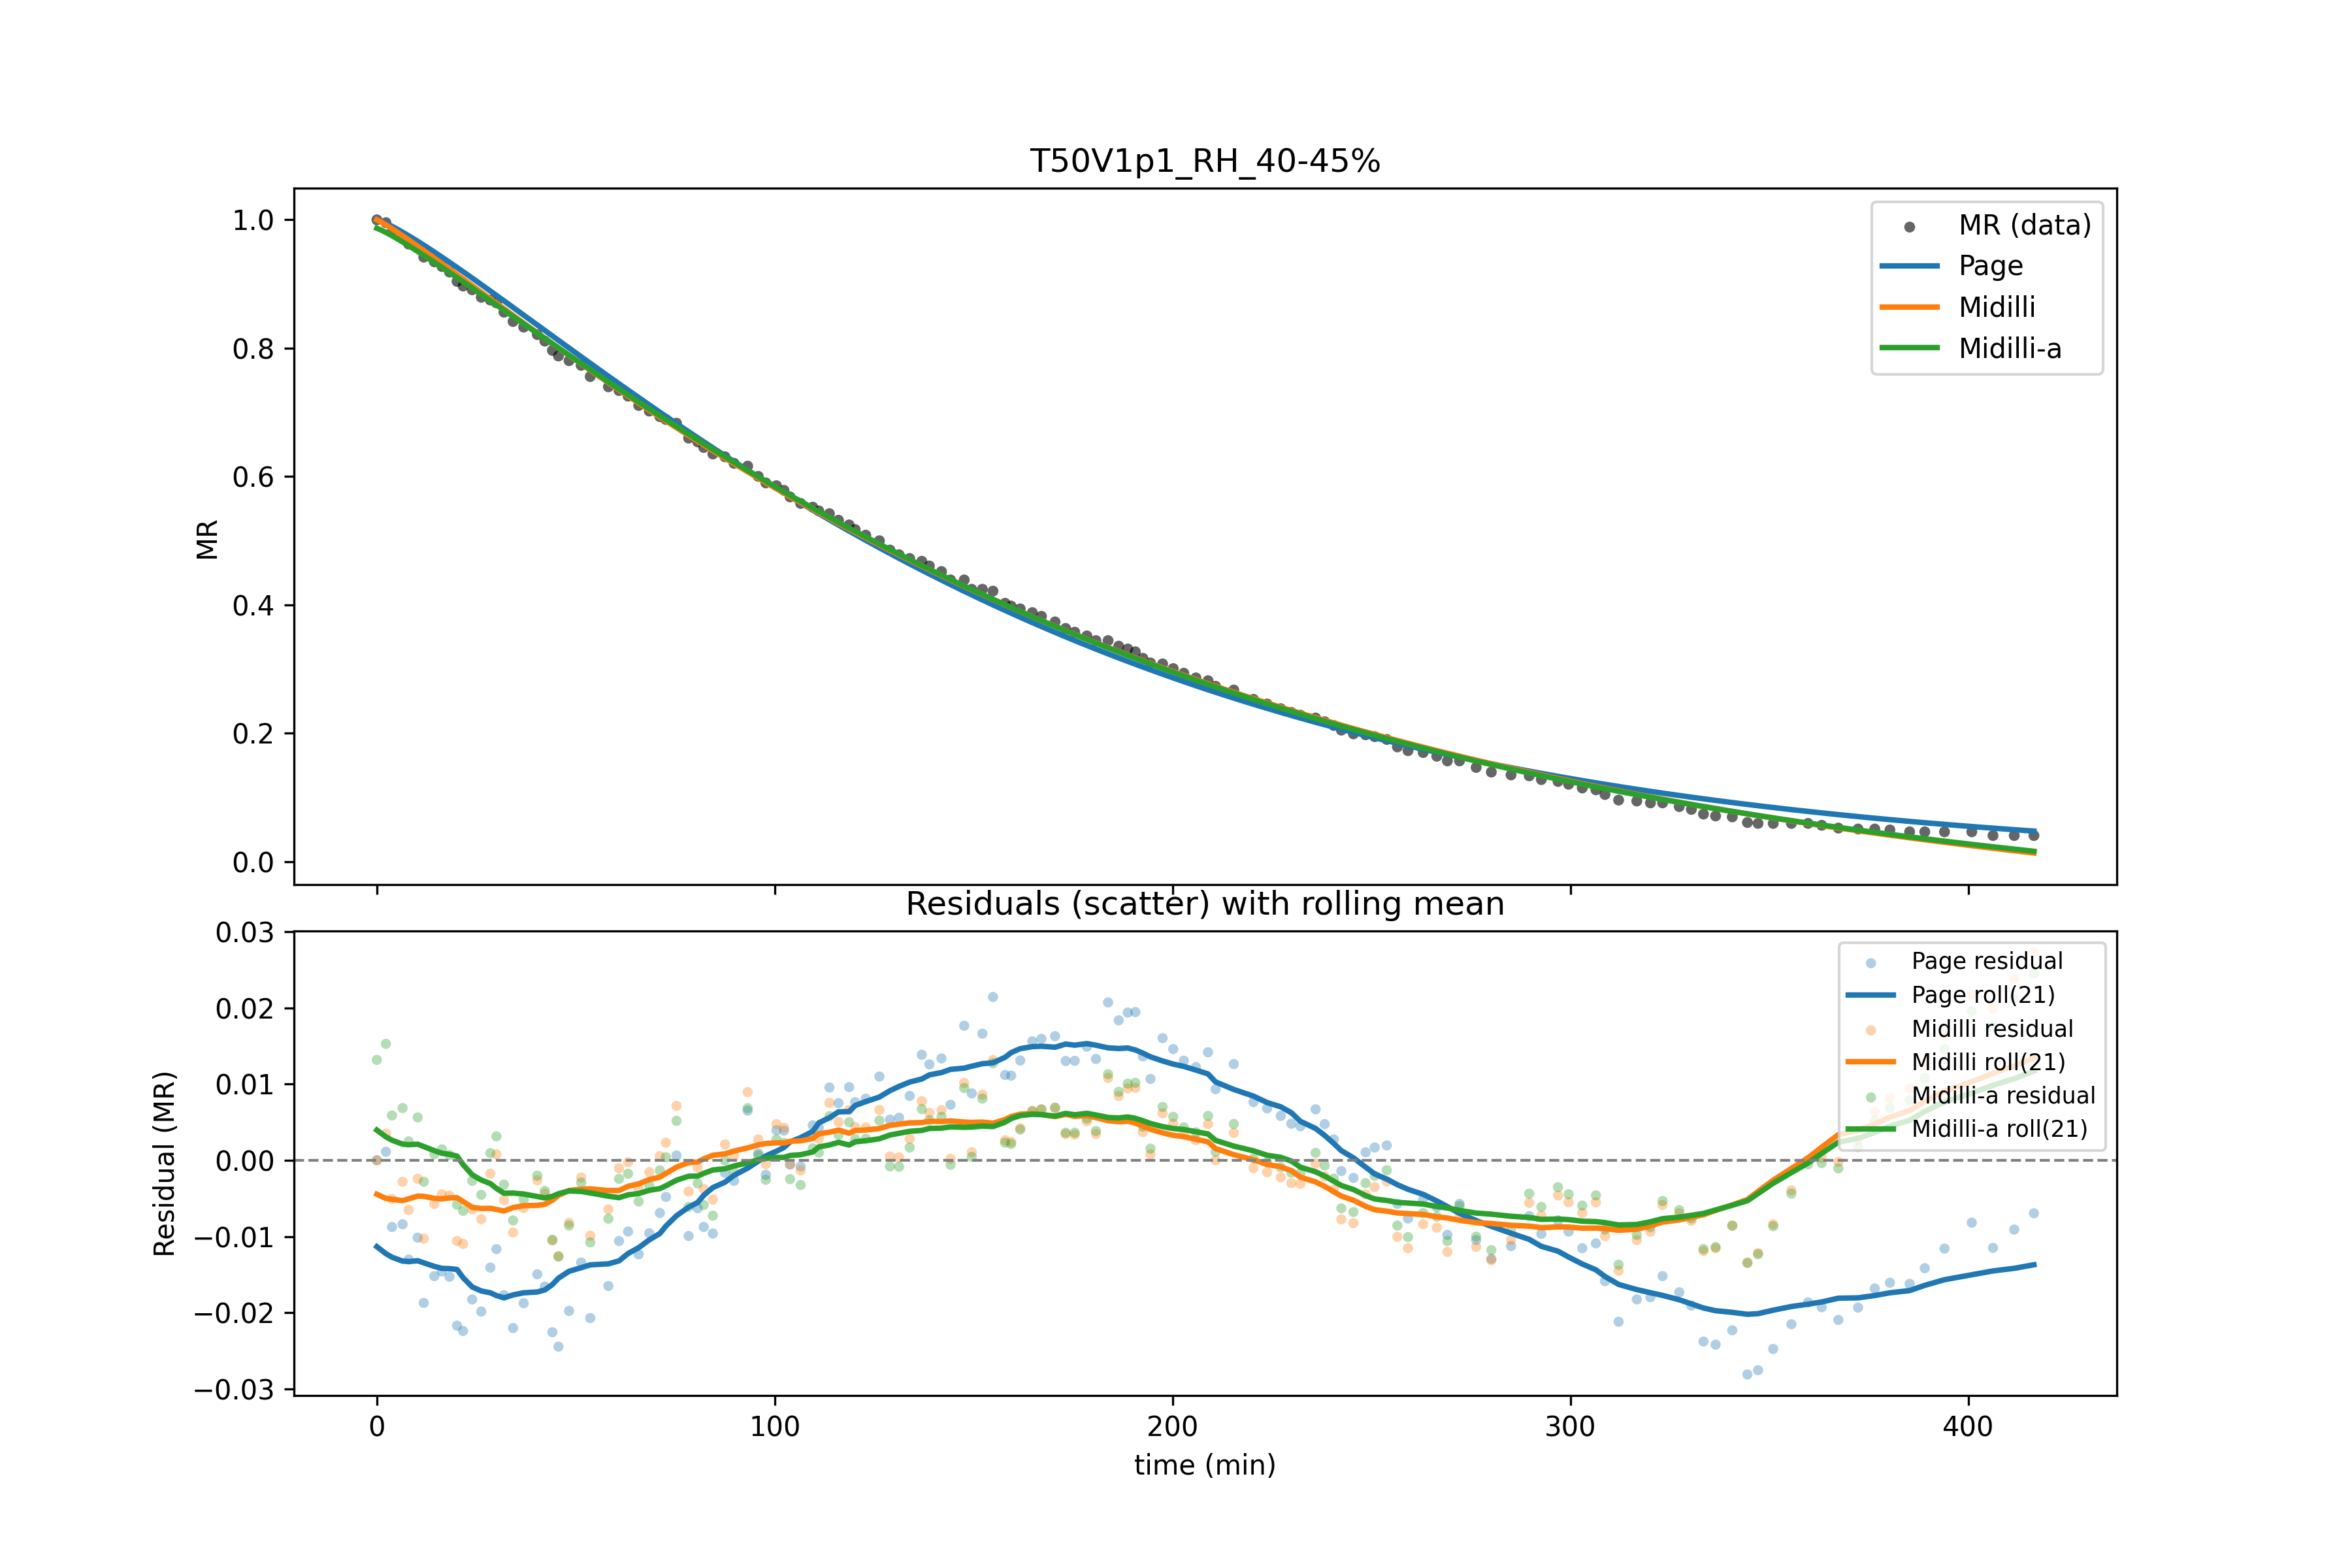 T50V1p1_RH_40-45%
1.0
0.8
0.6
0.4
0.2
0.0
MR
MR (data)
Page
Midilli
Midilli-a
Residuals (scatter) with rolling mean
0.03
0.02
0.01
0.00
−0.01
−0.02
−0.03
Residual (MR)
Page residual
Page roll(21)
Midilli residual
Midilli roll(21)
Midilli-a residual
Midilli-a roll(21)
0
100
200
300
400
time (min)